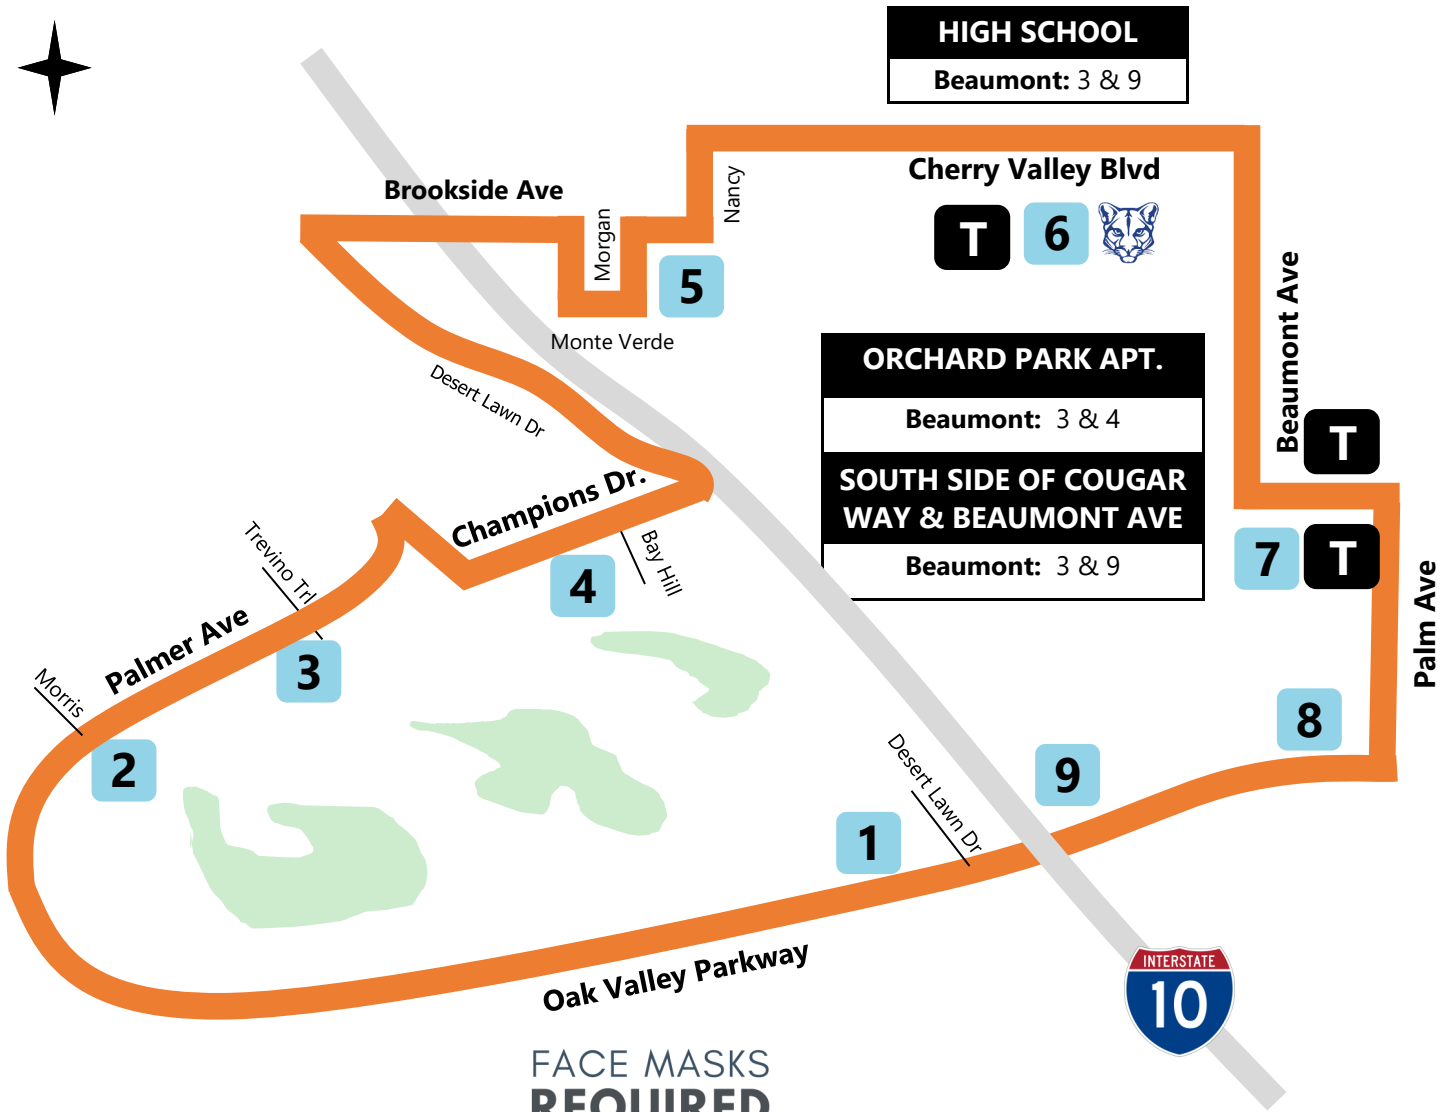 HIGH SCHOOL
Beaumont: 3 & 9
Cherry Valley Blvd
Brookside Ave
Morgan
Nancy
T
6
5
Monte Verde
Beaumont Ave
Desert Lawn Dr
ORCHARD PARK APT.
Beaumont: 3 & 4
SOUTH SIDE OF COUGAR
WAY & BEAUMONT AVE
Beaumont: 3 & 9
T
7
T
Palm Ave
Champions Dr.
Bay Hill
4
Trevino Trl
Palmer Ave
3
Morris
2
8
9
Desert Lawn Dr
1
Oak Valley Parkway
INTERSTATE
10
FACE MASKS
REQUIRED